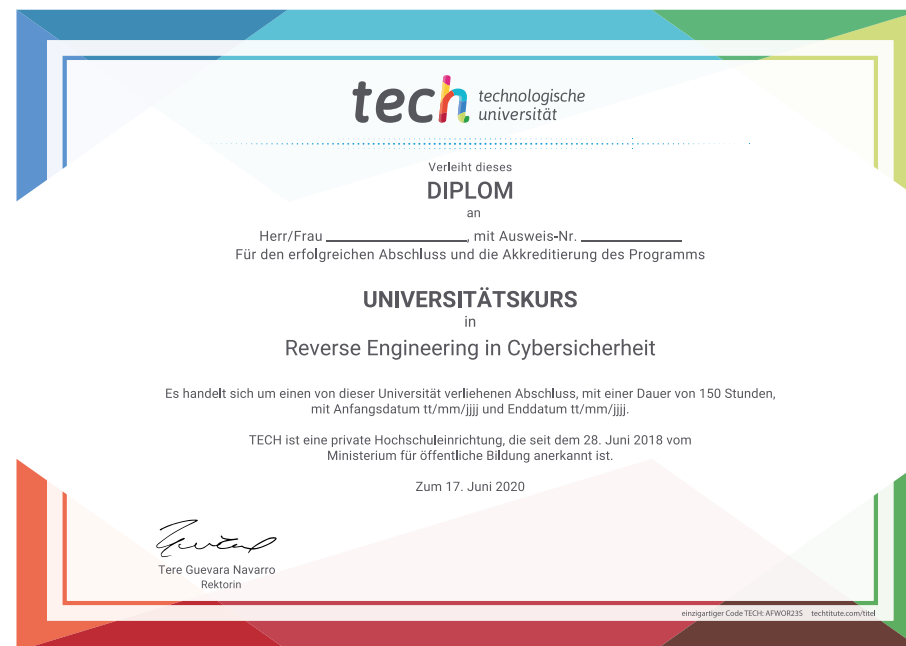 tech technologische
universität
Verleiht dieses
DIPLOM
an
Herr/Frau ____________________, mit Ausweis-Nr. ______________
Für den erfolgreichen Abschluss und die Akkreditierung des Programms
UNIVERSITÄTSKURS
in
Reverse Engineering in Cybersicherheit
Es handelt sich um einen von dieser Universität verliehenen Abschluss, mit einer Dauer von 150 Stunden,
mit Anfangsdatum tt/mm/jjjj und Enddatum tt/mm/jjjj.
TECH ist eine private Hochschuleinrichtung, die seit dem 28. Juni 2018 vom
Ministerium für öffentliche Bildung anerkannt ist.
Zum 17. Juni 2020
Tere Guevara Navarro
Rektorin
einzigartiger Code TECH: AFWOR23S techtitute.com/titel